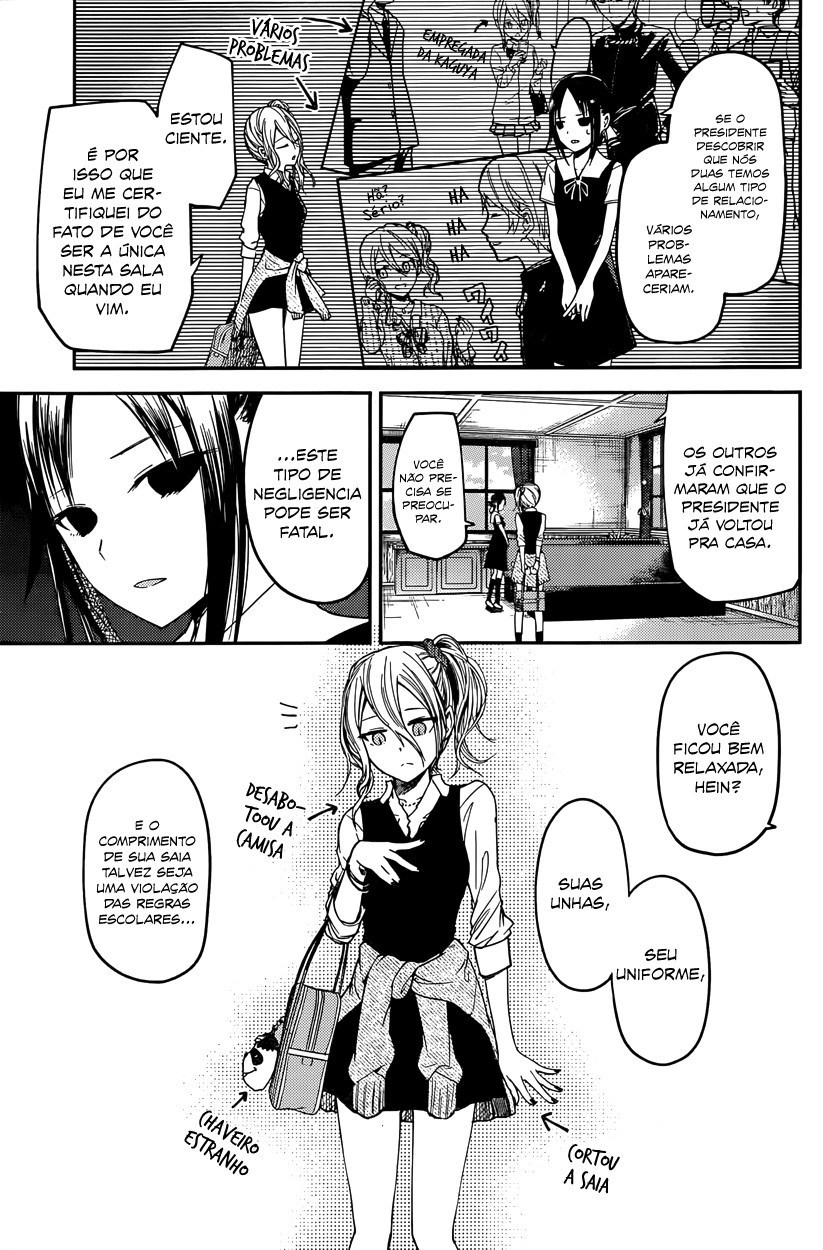 SE O
PRESIDENTE
DESCOBRIR
QUE NÓS
DUAS TEMOS
ALGUM TIPO
DE RELACIO-
NAMENTO,
VÁRIOS
PROB-
LEMAS
APARE-
CERIAM.
EMPREGADA
DA KAGUYA
HA
HA
HA
Hã?
Sério?
ワイ
ワイ
VÁRIOS
PROBLEMAS
ESTOU
CIENTE.
É POR
ISSO QUE
EU ME CER-
TIFIQUEI DO
FATO DE VOCÊ
SER A ÚNICA
NESTA SALA
QUANDO EU
VIM.
OS OUTROS
JÁ CONFIR-
MARAM QUE O
PRESIDENTE
JÁ VOLTOU
PRA CASA.
VOCÊ
NÃO PRE-
CISA SE
PREOCU-
PAR.
...ESTE
TIPO DE
NEGLIGENCIA
PODE SER
FATAL.
VOCÊ
FICOU BEM
RELAXADA,
HEIN?
SUAS
UNHAS,
SEU
UNIFORME,
DESABO-
TOOU A
CAMISA
E O
COMPRIMENTO
DE SUA SAIA
TALVEZ SEJA
UMA VIOLAÇÃO
DAS REGRAS
ESCOLARES...
CHAVEIRO
ESTRANHO
CORTOU
A SAIA